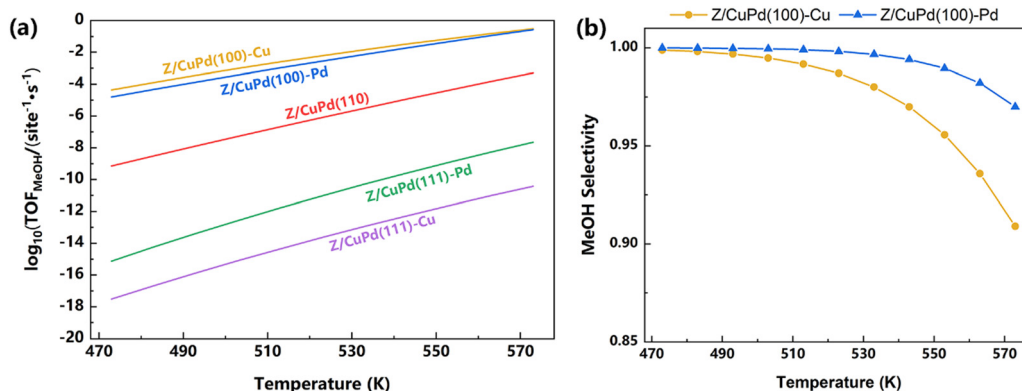 (a)
0
-2
-4
-6
-8
-10
-12
-14
-16
-18
-20
log₁₀(TOF_MeOH/(site⁻¹•s⁻¹)
Z/CuPd(100)-Cu
Z/CuPd(100)-Pd
Z/CuPd(110)
Z/CuPd(111)-Pd
Z/CuPd(111)-Cu
470 490 510 530 550 570
Temperature (K)
(b)
Z/CuPd(100)-Cu Z/CuPd(100)-Pd
1.00
0.95
0.90
0.85
MeOH Selectivity
470 490 510 530 550 570
Temperature (K)